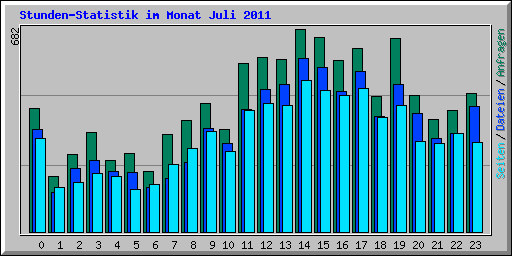 Stunden-Statistik im Monat Juli 2011
682
Seiten / Dateien / Anfragen
0 1 2 3 4 5 6 7 8 9 10 11 12 13 14 15 16 17 18 19 20 21 22 23